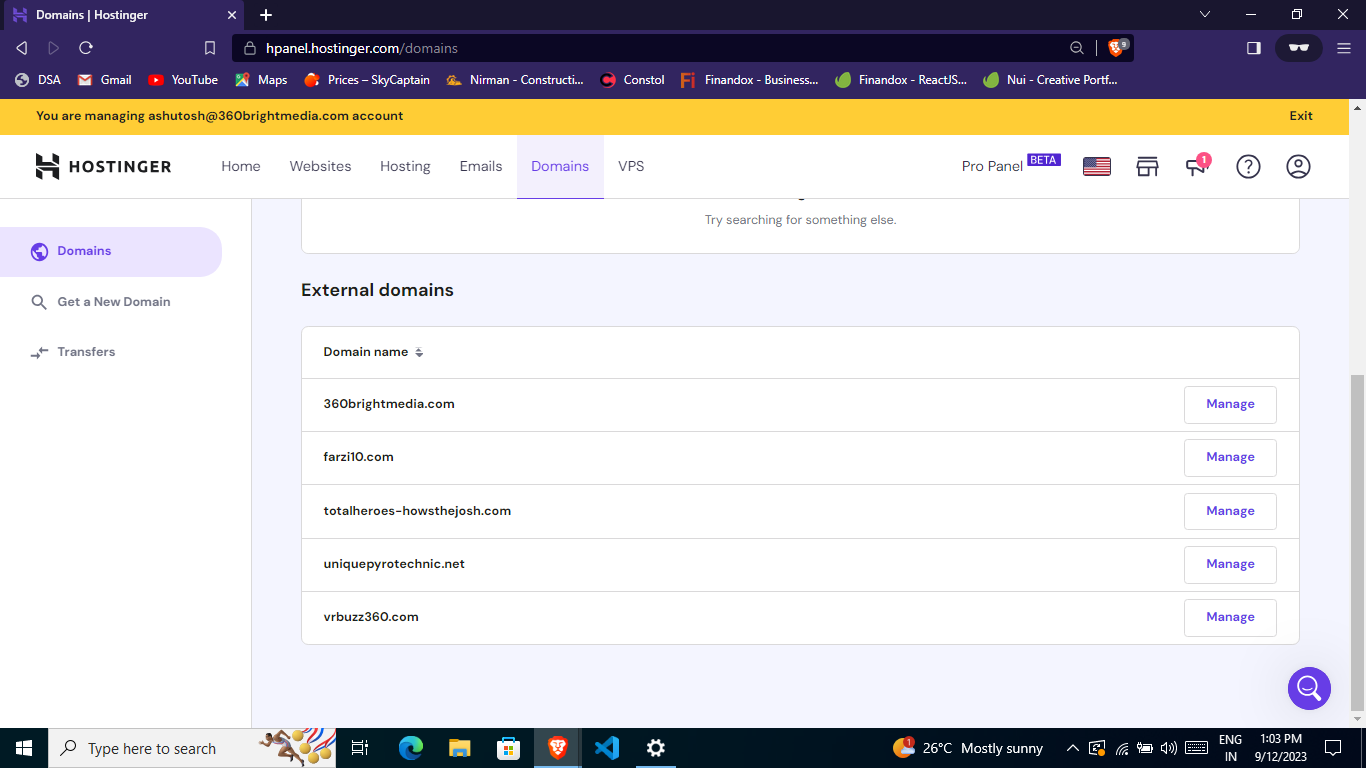 Domains | Hostinger
hpanel.hostinger.com/domains
9
DSA Gmail YouTube Maps Prices – SkyCaptain Nirman - Constructi... Constol Finandox - Business... Finandox - ReactJS... Nui - Creative Portf...
You are managing ashutosh@360brightmedia.com account Exit
HOSTINGER Home Websites Hosting Emails Domains VPS Pro Panel BETA 1
Try searching for something else.
Domains
Get a New Domain
Transfers
External domains
Domain name
360brightmedia.com Manage
farzi10.com Manage
totalheroes-howsthejosh.com Manage
uniquepyrotechnic.net Manage
vrbuzz360.com Manage
Type here to search
1 26°C Mostly sunny
ENG
IN
1:03 PM
9/12/2023